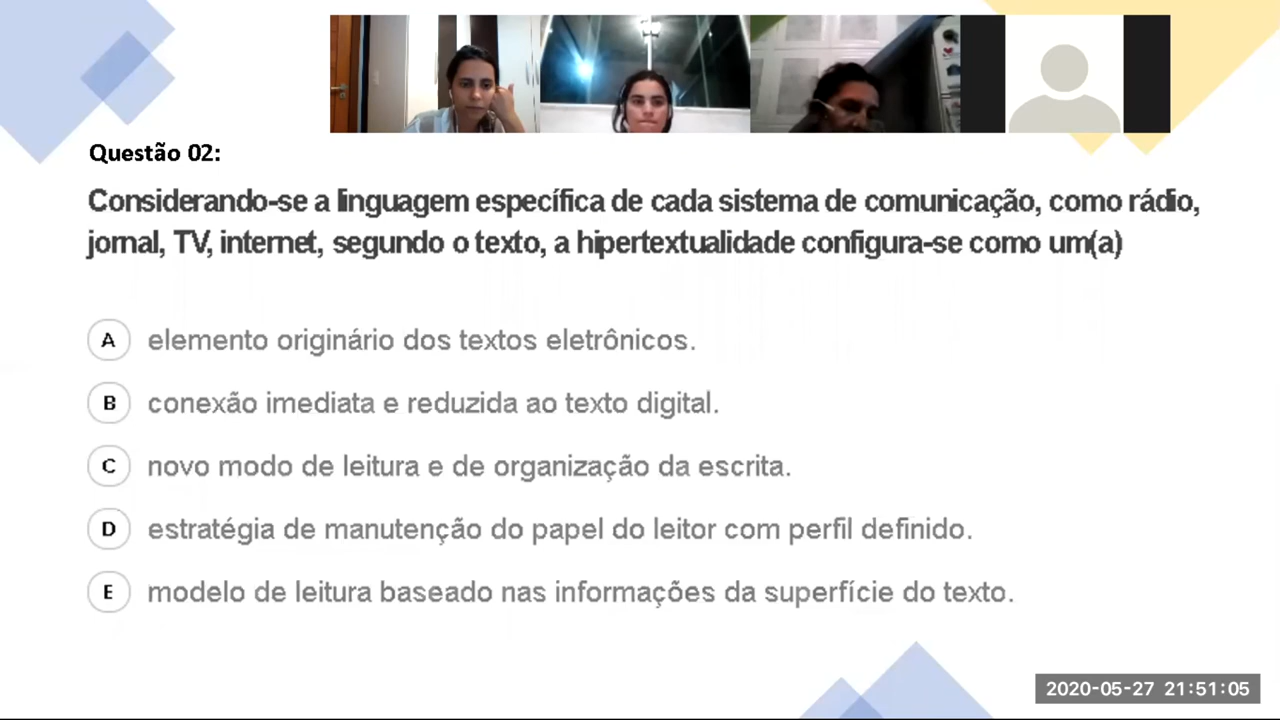 Questão 02:
Considerando-se a linguagem específica de cada sistema de comunicação, como rádio,
jornal, TV, internet, segundo o texto, a hipertextualidade configura-se como um(a)
A elemento originário dos textos eletrônicos.
B conexão imediata e reduzida ao texto digital.
C novo modo de leitura e de organização da escrita.
D estratégia de manutenção do papel do leitor com perfil definido.
E modelo de leitura baseado nas informações da superfície do texto.
2020-05-27 21:51:05